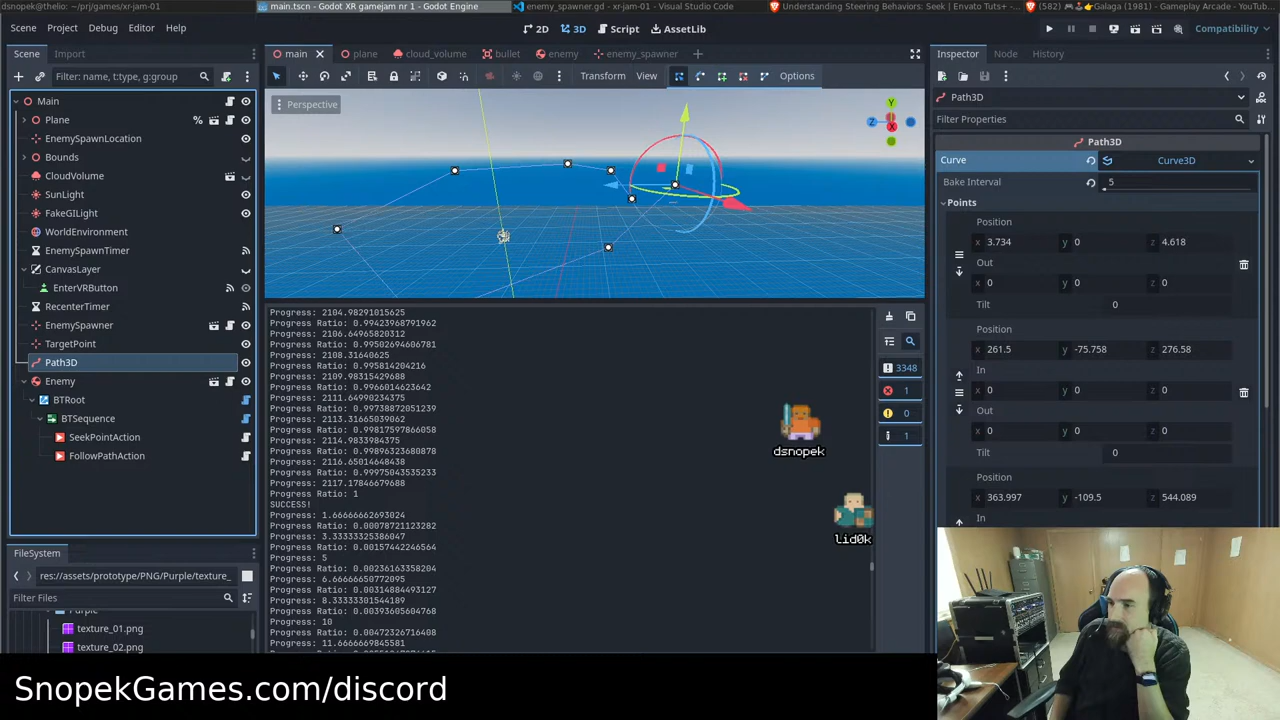 dsnopek@thelio: ~/prj/games/xr-jam-01
main.tscn - Godot XR gamejam nr 1 - Godot Engine
enemy_spawner.gd - xr-jam-01 - Visual Studio Code
Understanding Steering Behaviors: Seek | Envato Tuts+ - ...
(582) 🎮🕹️👉Galaga (1981) - Gameplay Arcade - YouTub...
Scene Project Debug Editor Help
2D 3D Script AssetLib
Compatibility
Scene Import
main plane cloud_volume bullet enemy enemy_spawner
Inspector Node History
Filter: name, t:type, g:group
Transform View Options
Main
Plane
EnemySpawnLocation
Bounds
CloudVolume
SunLight
FakeGILight
WorldEnvironment
EnemySpawnTimer
CanvasLayer
EnterVRButton
RecenterTimer
EnemySpawner
TargetPoint
Path3D
Enemy
BTRoot
BTSequence
SeekPointAction
FollowPathAction
Perspective
Y
Z
X
Progress: 2104.98291015625
Progress Ratio: 0.99423968791962
Progress: 2106.64965820312
Progress Ratio: 0.99502694606781
Progress: 2108.31640625
Progress Ratio: 0.995814204216
Progress: 2109.98315429688
Progress Ratio: 0.9966014623642
Progress: 2111.64990234375
Progress Ratio: 0.99738872051239
Progress: 2113.31665039062
Progress Ratio: 0.99817597866058
Progress: 2114.9833984375
Progress Ratio: 0.99896323680878
Progress: 2116.65014648438
Progress Ratio: 0.99975043535233
Progress: 2117.17846679688
Progress Ratio: 1
SUCCESS!
Progress: 1.66666662693024
Progress Ratio: 0.00078721123282
Progress: 3.33333325386047
Progress Ratio: 0.00157442246564
Progress: 5
Progress Ratio: 0.00236163358204
Progress: 6.66666650772095
Progress Ratio: 0.00314884493127
Progress: 8.33333301544189
Progress Ratio: 0.00393605604768
Progress: 10
Progress Ratio: 0.00472326716408
Progress: 11.6666669845581
3348
1
0
1
dsnopek
lid0k
Path3D
Filter Properties
Path3D
Curve Curve3D
Bake Interval 5
Points
Position
x 3.734 y 0 z 4.618
Out
x 0 y 0 z 0
Tilt 0
Position
x 261.5 y -75.758 z 276.58
In
x 0 y 0 z 0
Out
x 0 y 0 z 0
Tilt 0
Position
x 363.997 y -109.5 z 544.089
In
FileSystem
res://assets/prototype/PNG/Purple/texture_
Filter Files
Purple
texture_01.png
texture_02.png
SnopekGames.com/discord